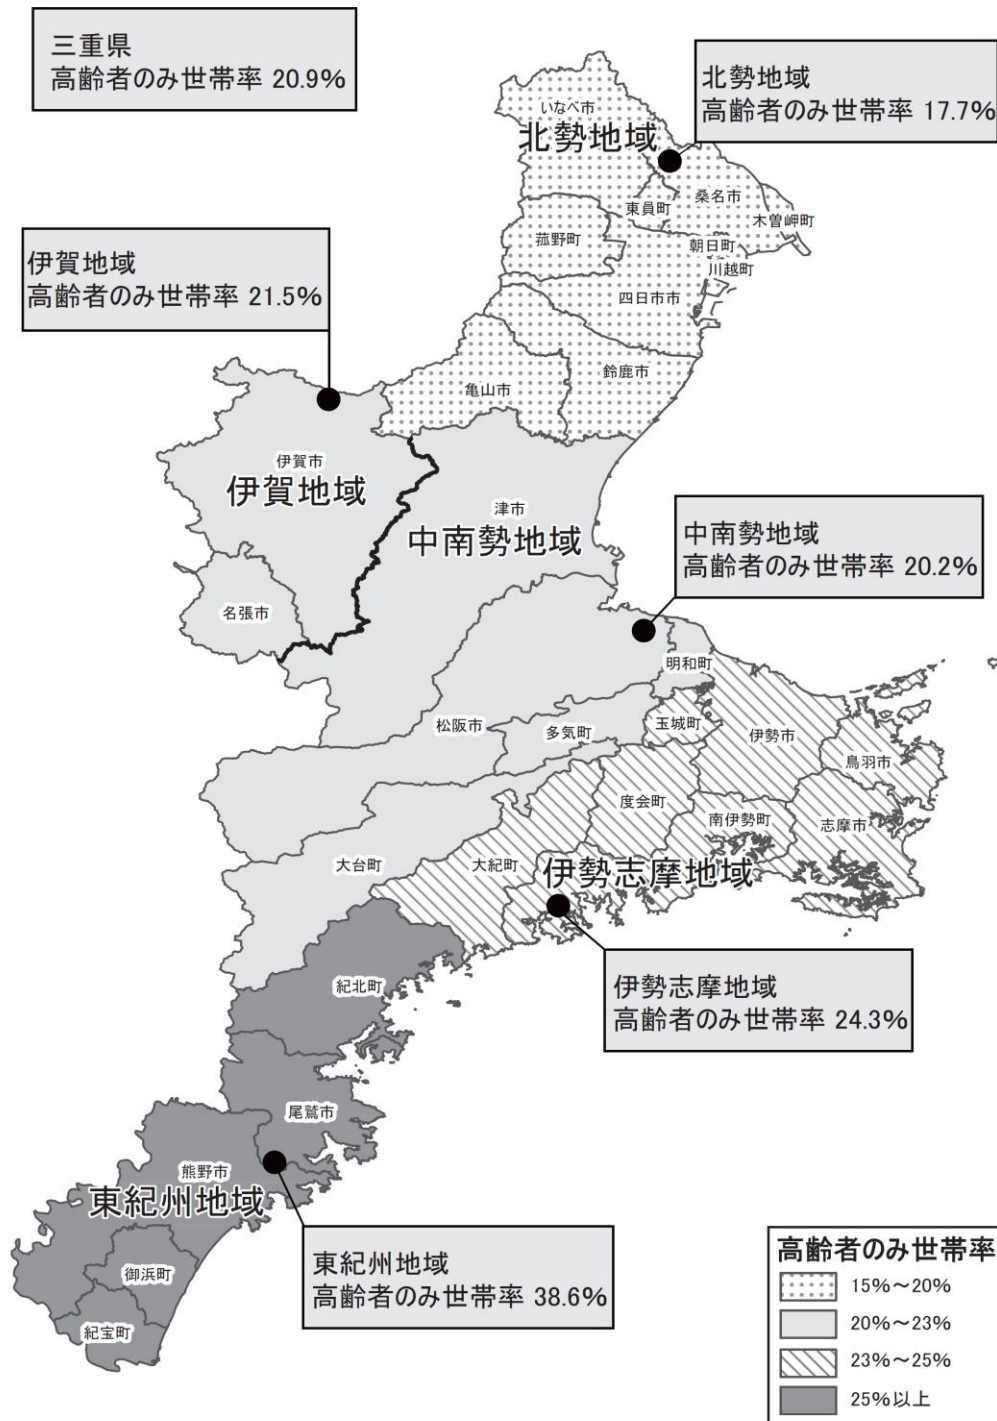 三重県
高齢者のみ世帯率 20.9%
北勢地域
高齢者のみ世帯率 17.7%
いなべ市
北勢地域
桑名市
東員町
木曽岬町
菰野町
朝日町
川越町
四日市市
伊賀地域
高齢者のみ世帯率 21.5%
鈴鹿市
亀山市
伊賀市
伊賀地域
津市
中南勢地域
中南勢地域
高齢者のみ世帯率 20.2%
名張市
明和町
松阪市
多気町
玉城町
伊勢市
鳥羽市
度会町
南伊勢町
志摩市
大台町
大紀町
伊勢志摩地域
伊勢志摩地域
高齢者のみ世帯率 24.3%
紀北町
尾鷲市
熊野市
東紀州地域
御浜町
紀宝町
東紀州地域
高齢者のみ世帯率 38.6%
高齢者のみ世帯率
15%～20%
20%～23%
23%～25%
25%以上